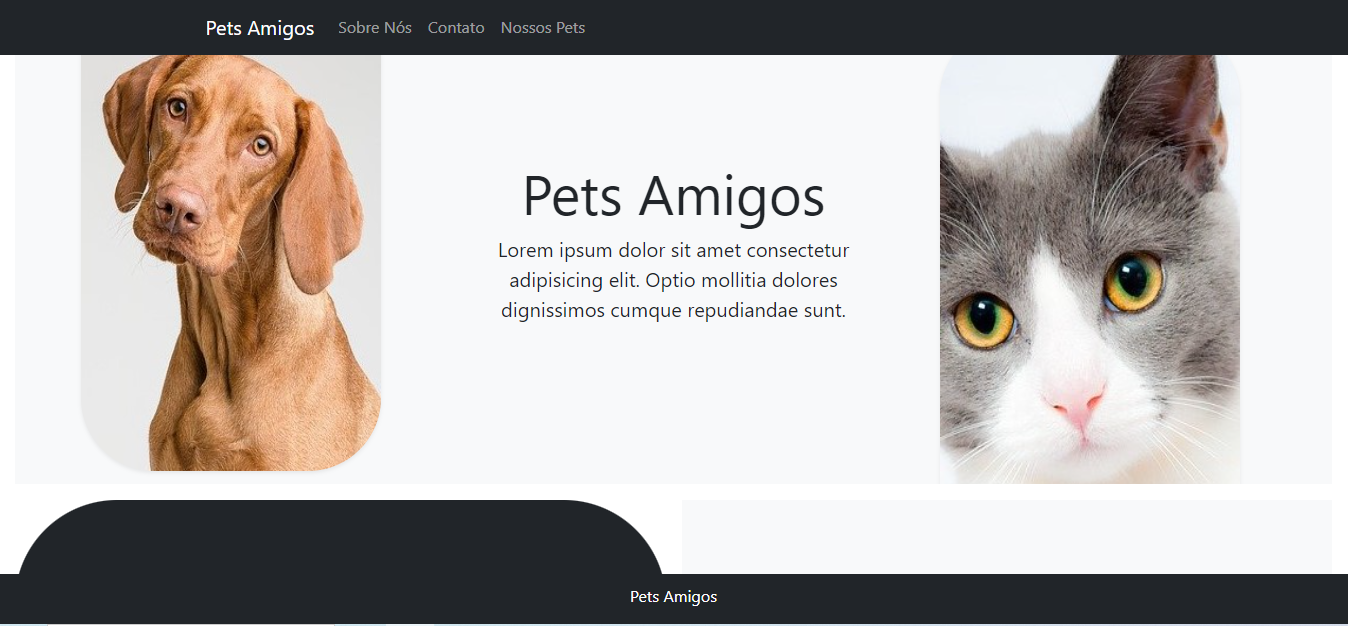 Pets Amigos Sobre Nós Contato Nossos Pets
Pets Amigos
Lorem ipsum dolor sit amet consectetur
adipisicing elit. Optio mollitia dolores
dignissimos cumque repudiandae sunt.
Pets Amigos